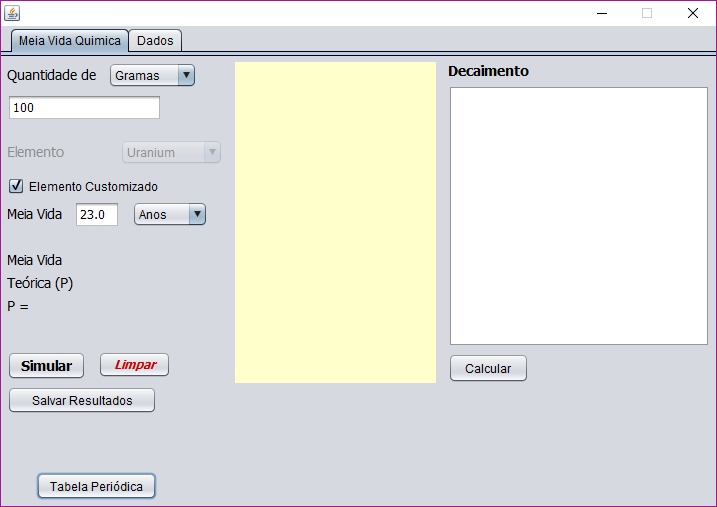 Meia Vida Quimica Dados
Quantidade de Gramas
100
Elemento Uranium
Elemento Customizado
Meia Vida 23.0 Anos
Meia Vida
Teórica (P)
P =
Simular Limpar
Salvar Resultados
Tabela Periódica
Decaimento
Calcular